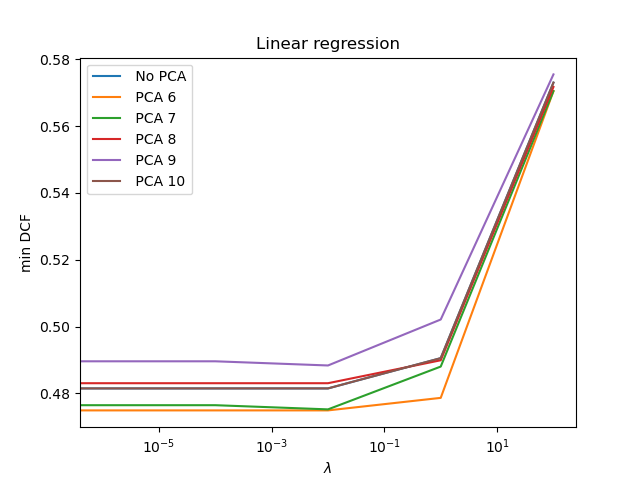 Linear regression
min DCF
0.58
0.56
0.54
0.52
0.50
0.48
No PCA
PCA 6
PCA 7
PCA 8
PCA 9
PCA 10
10⁻⁵
10⁻³
10⁻¹
10¹
λ